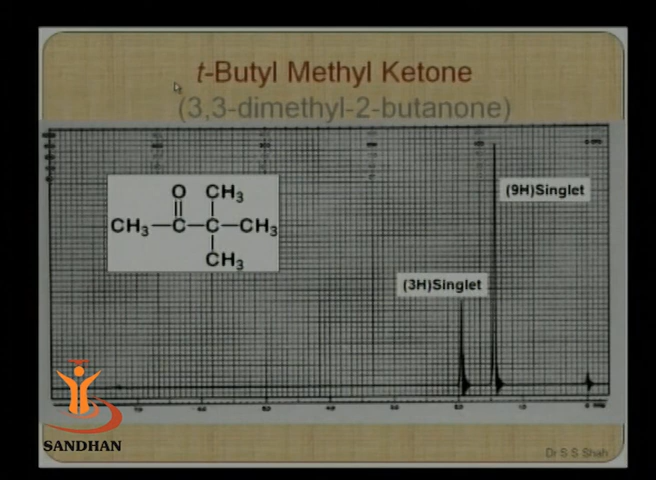 t-Butyl Methyl Ketone
(3,3-dimethyl-2-butanone)
O CH3
CH3—C—C—CH3
CH3
(9H)Singlet
(3H)Singlet
SANDHAN
Dr S S Shah